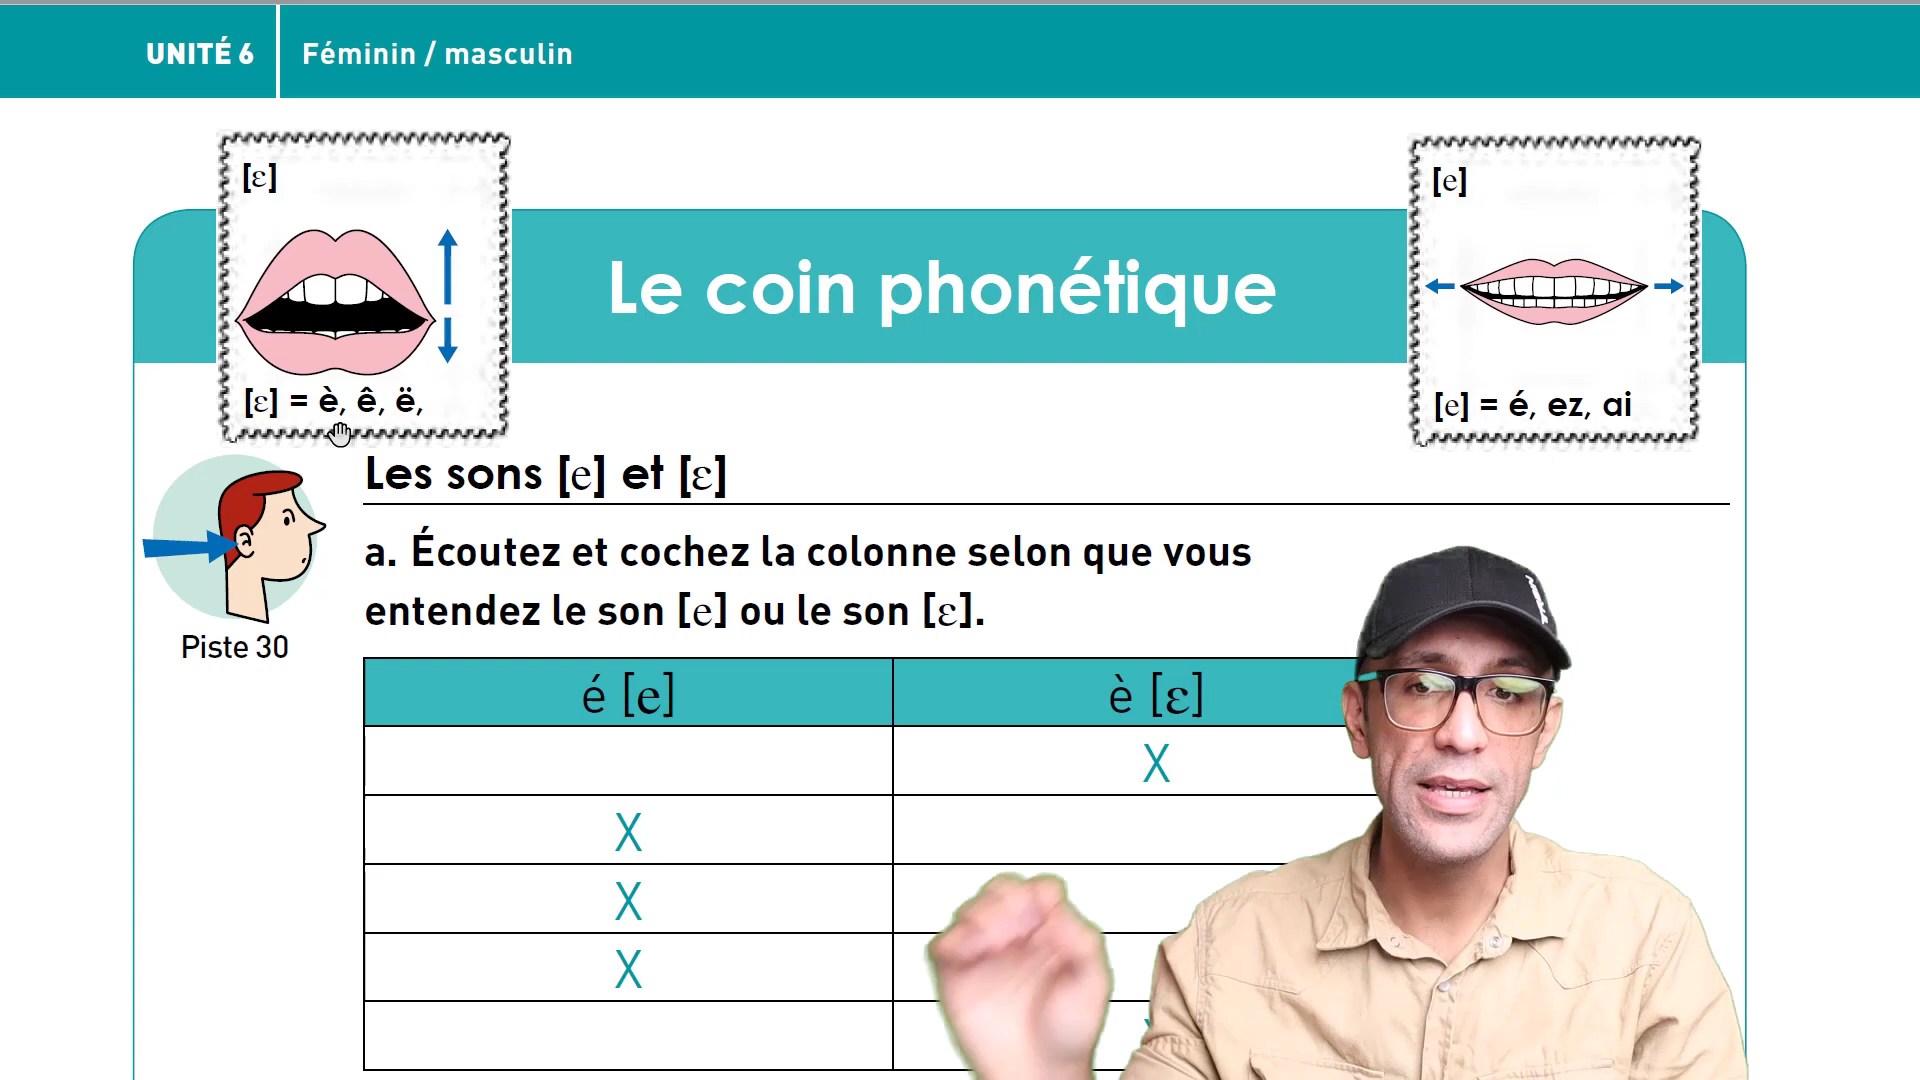 UNITÉ 6
Féminin / masculin
[ɛ]
[e]
Le coin phonétique
[ɛ] = è, ê, ë,
[e] = é, ez, ai
Les sons [e] et [ɛ]
a. Écoutez et cochez la colonne selon que vous
entendez le son [e] ou le son [ɛ].
Piste 30
é [e] è [ɛ]
X
X
X
X